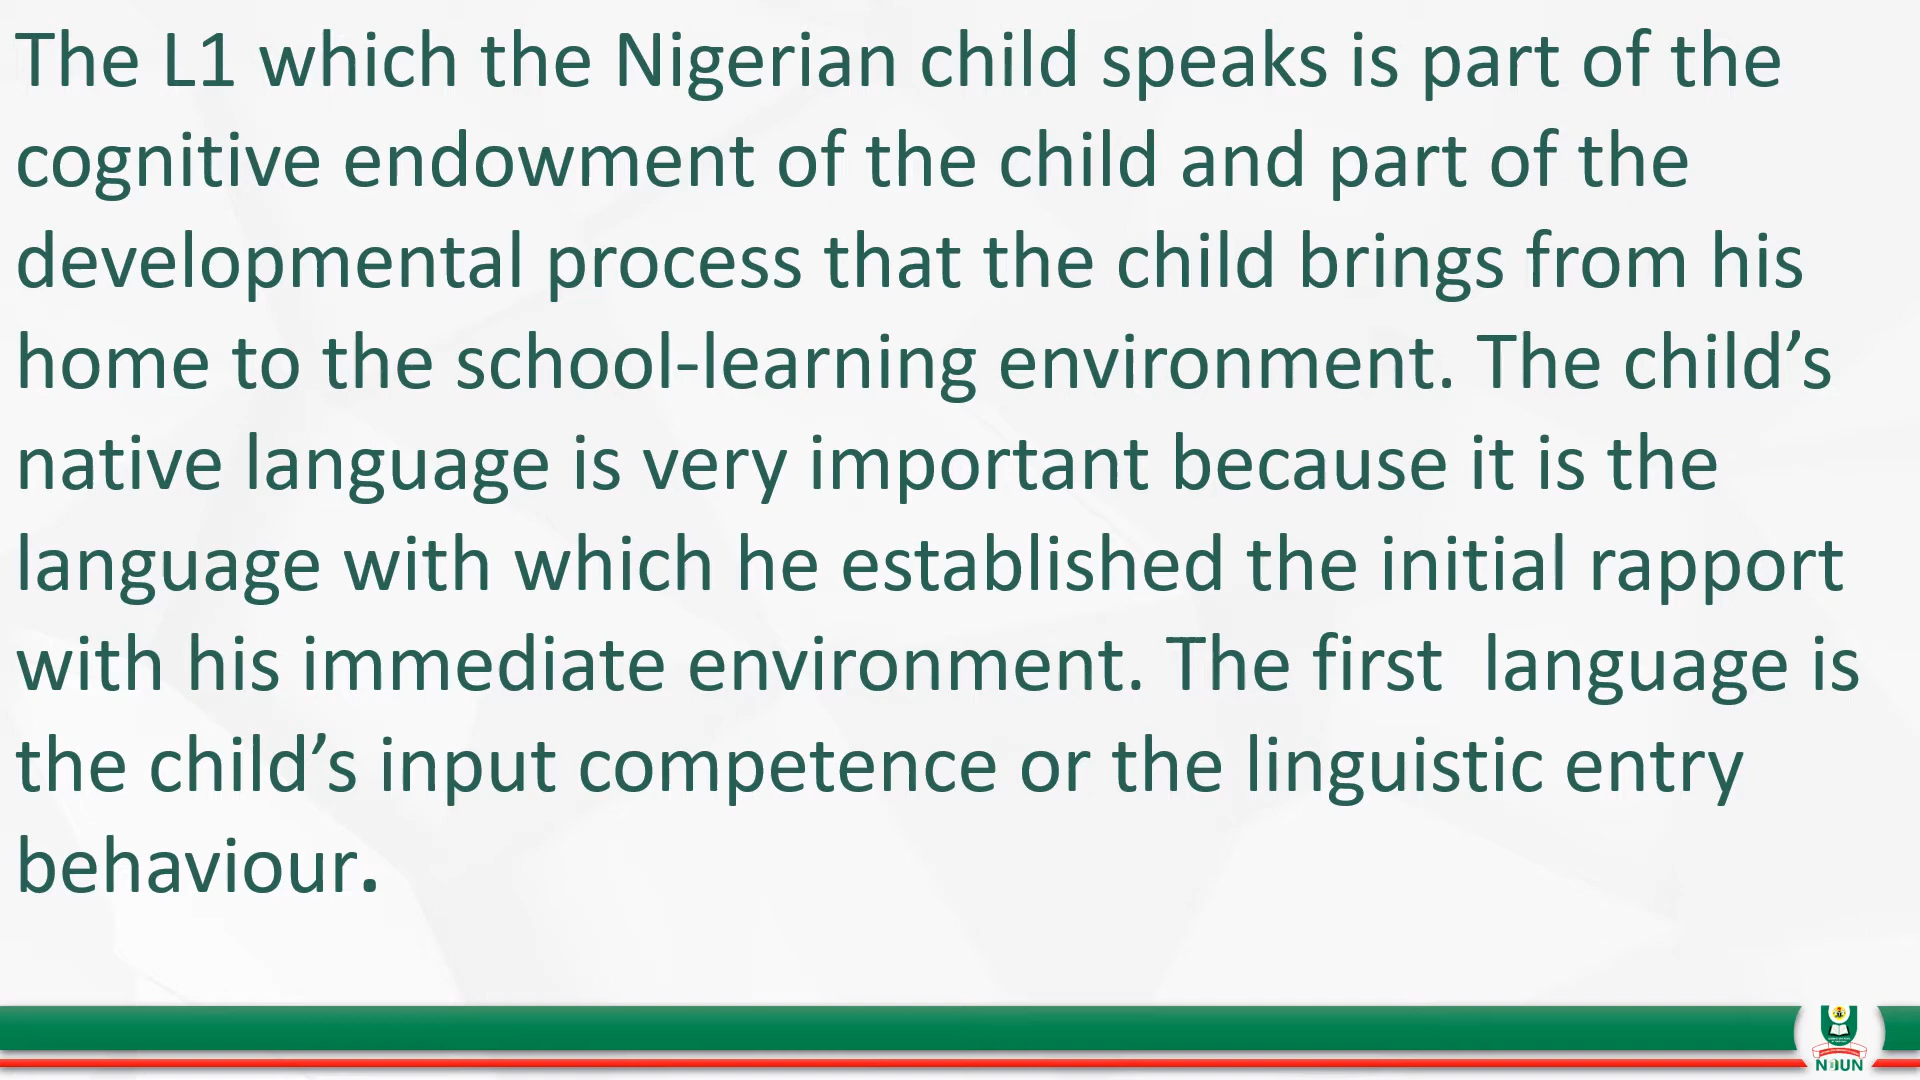 The L1 which the Nigerian child speaks is part of the
cognitive endowment of the child and part of the
developmental process that the child brings from his
home to the school-learning environment. The child’s
native language is very important because it is the
language with which he established the initial rapport
with his immediate environment. The first  language is
the child’s input competence or the linguistic entry
behaviour.
NOUN